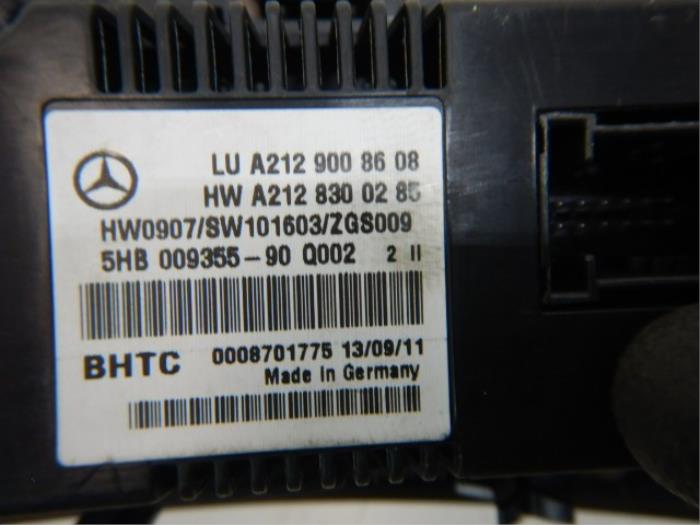 LU A212 900 86 08
HW A212 830 02 85
HW0907/SW101603/ZGS009
5HB 009355-90 Q002 2 II
BHTC 0008701775 13/09/11
Made in Germany